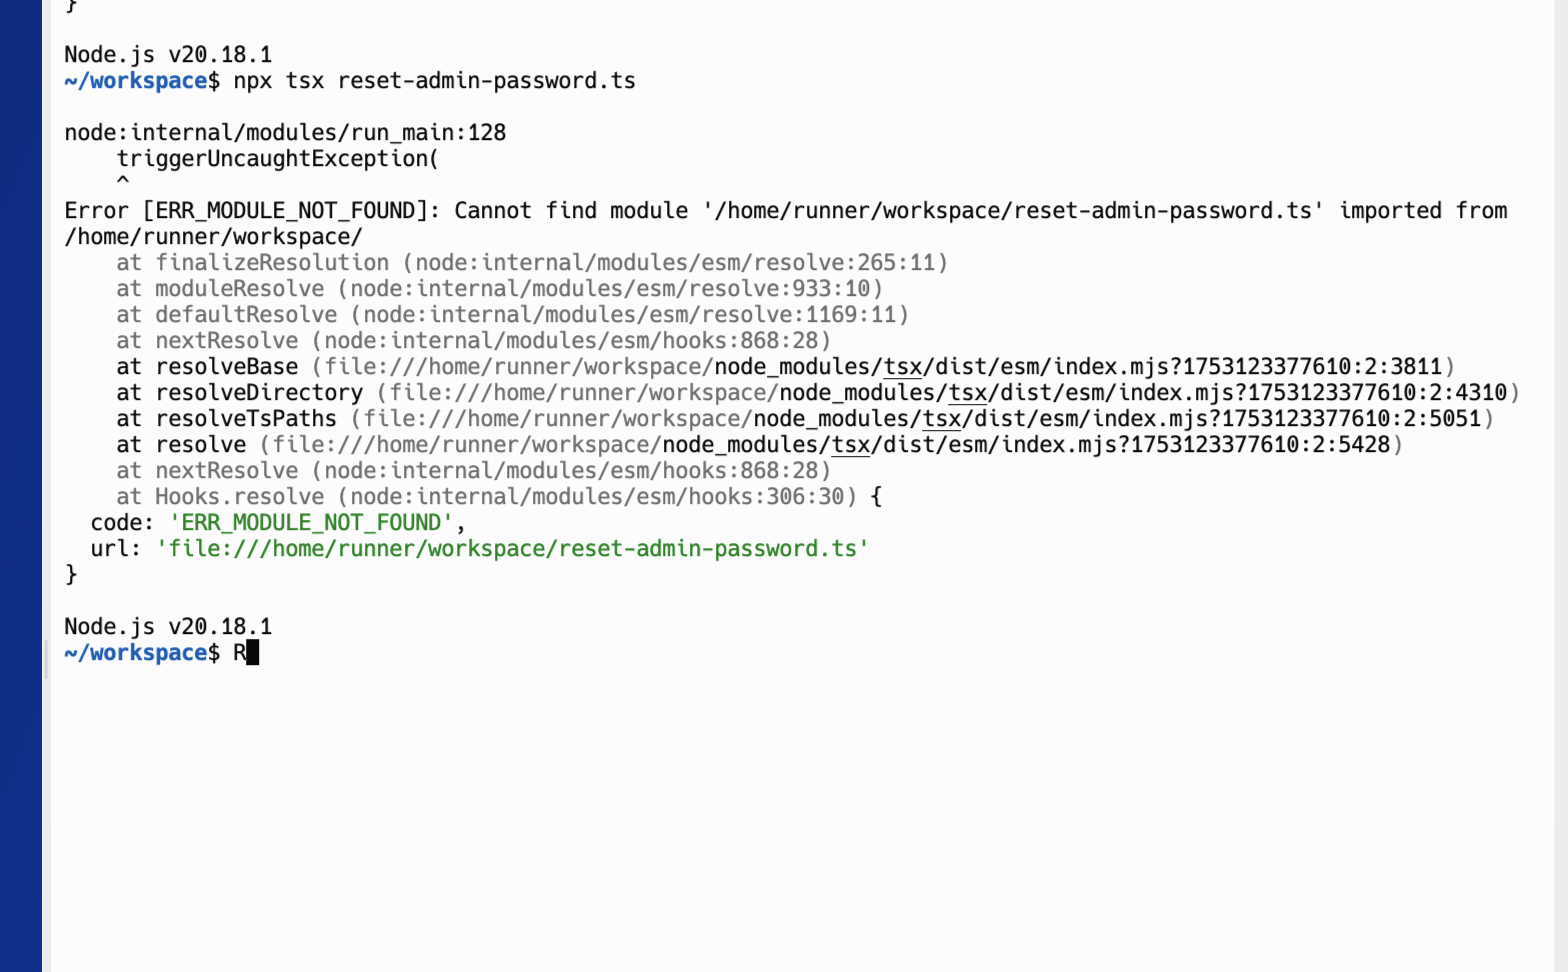 }

Node.js v20.18.1
~/workspace$ npx tsx reset-admin-password.ts

node:internal/modules/run_main:128
    triggerUncaughtException(
    ^
Error [ERR_MODULE_NOT_FOUND]: Cannot find module '/home/runner/workspace/reset-admin-password.ts' imported from
/home/runner/workspace/
    at finalizeResolution (node:internal/modules/esm/resolve:265:11)
    at moduleResolve (node:internal/modules/esm/resolve:933:10)
    at defaultResolve (node:internal/modules/esm/resolve:1169:11)
    at nextResolve (node:internal/modules/esm/hooks:868:28)
    at resolveBase (file:///home/runner/workspace/node_modules/tsx/dist/esm/index.mjs?1753123377610:2:3811)
    at resolveDirectory (file:///home/runner/workspace/node_modules/tsx/dist/esm/index.mjs?1753123377610:2:4310)
    at resolveTsPaths (file:///home/runner/workspace/node_modules/tsx/dist/esm/index.mjs?1753123377610:2:5051)
    at resolve (file:///home/runner/workspace/node_modules/tsx/dist/esm/index.mjs?1753123377610:2:5428)
    at nextResolve (node:internal/modules/esm/hooks:868:28)
    at Hooks.resolve (node:internal/modules/esm/hooks:306:30) {
  code: 'ERR_MODULE_NOT_FOUND',
  url: 'file:///home/runner/workspace/reset-admin-password.ts'
}

Node.js v20.18.1
~/workspace$ R